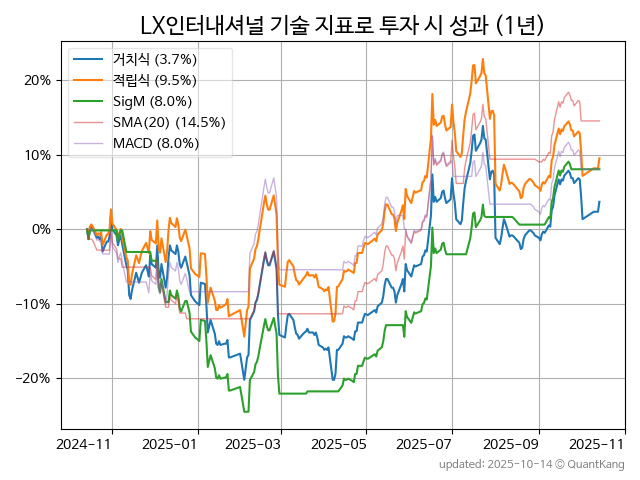 LX인터내셔널 기술 지표로 투자 시 성과 (1년)
거치식 (3.7%)
적립식 (9.5%)
SigM (8.0%)
SMA(20) (14.5%)
MACD (8.0%)
20%
10%
0%
−10%
−20%
2024-11
2025-01
2025-03
2025-05
2025-07
2025-09
2025-11
updated: 2025-10-14 © QuantKang